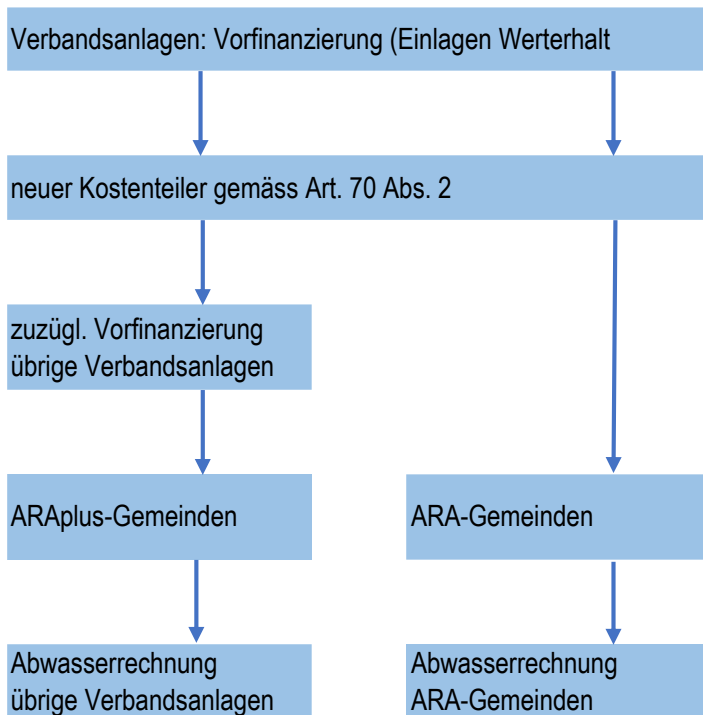 Verbandsanlagen: Vorfinanzierung (Einlagen Werterhalt
neuer Kostenteiler gemäss Art. 70 Abs. 2
zuzügl. Vorfinanzierung
übrige Verbandsanlagen
ARAplus-Gemeinden
ARA-Gemeinden
Abwasserrechnung
übrige Verbandsanlagen
Abwasserrechnung
ARA-Gemeinden